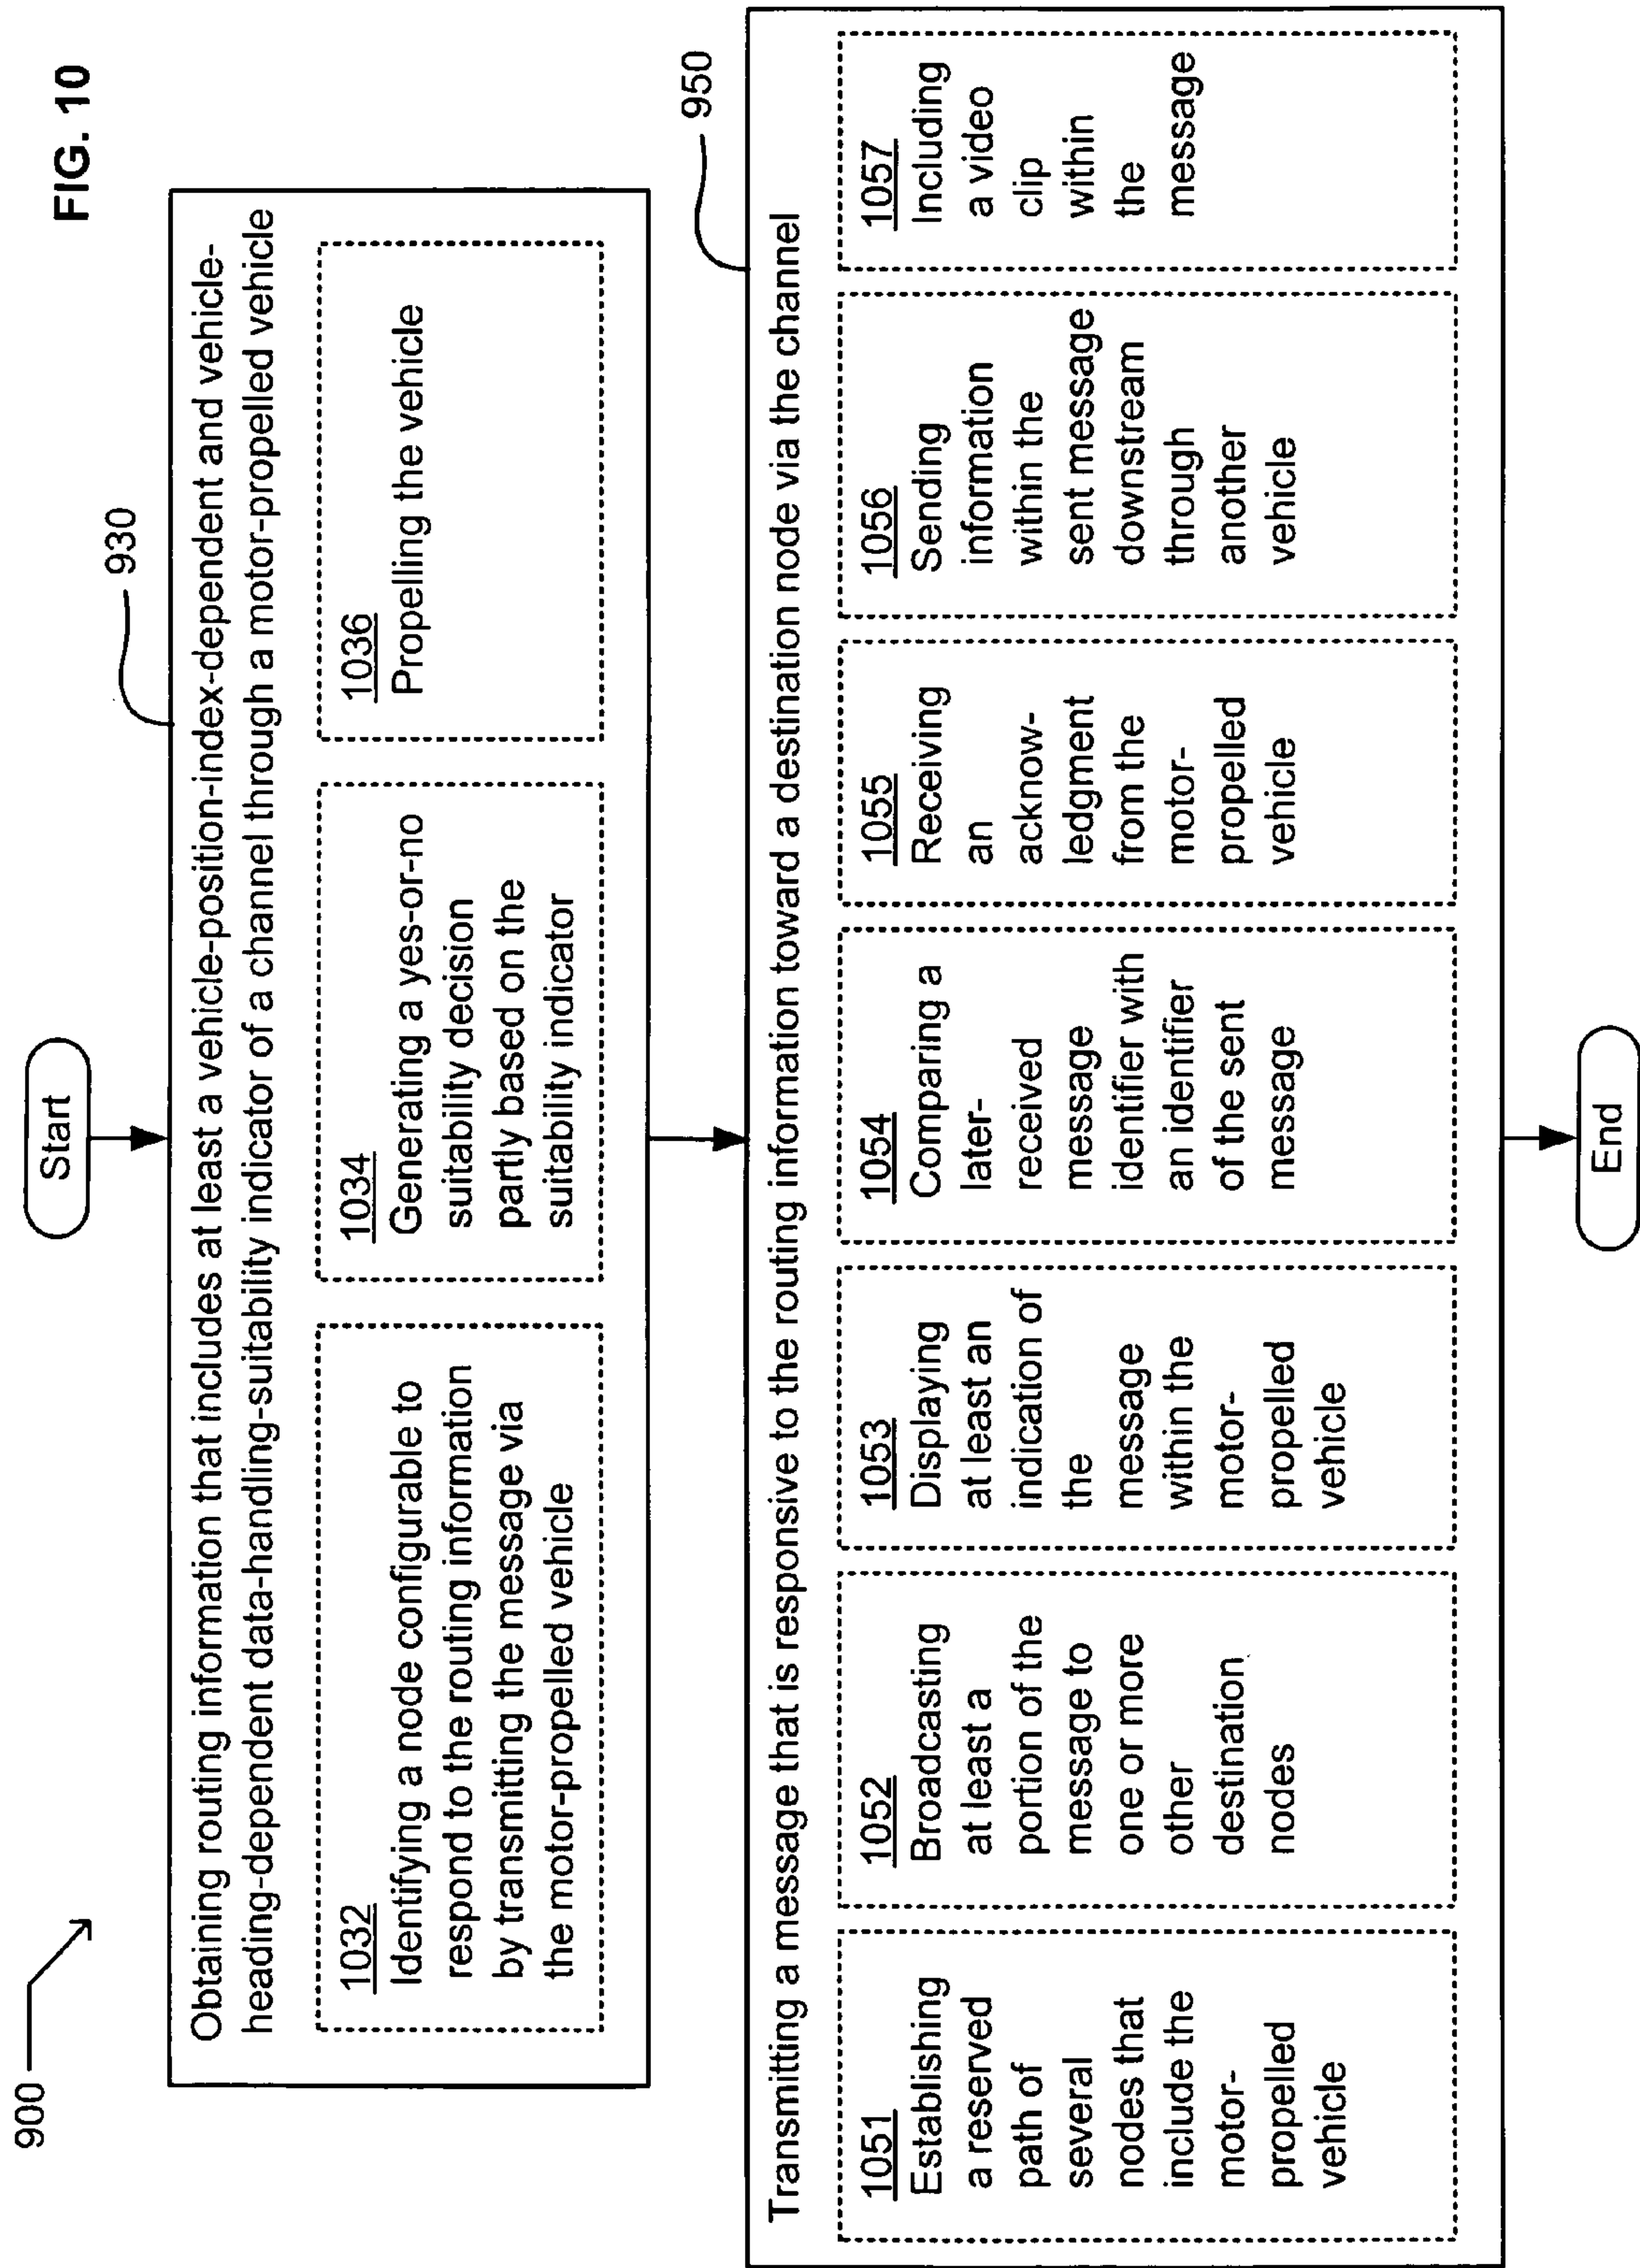 900
FIG. 10
Start
930
Obtaining routing information that includes at least a vehicle-position-index-dependent and vehicle-
heading-dependent data-handling-suitability indicator of a channel through a motor-propelled vehicle
1032
Identifying a node configurable to
respond to the routing information
by transmitting the message via
the motor-propelled vehicle
1034
Generating a yes-or-no
suitability decision
partly based on the
suitability indicator
1036
Propelling the vehicle
950
Transmitting a message that is responsive to the routing information toward a destination node via the channel
1051
Establishing
a reserved
path of
several
nodes that
include the
motor-
propelled
vehicle
1052
Broadcasting
at least a
portion of the
message to
one or more
other
destination
nodes
1053
Displaying
at least an
indication of
the
message
within the
motor-
propelled
vehicle
1054
Comparing a
later-
received
message
identifier with
an identifier
of the sent
message
1055
Receiving
an
acknow-
ledgment
from the
motor-
propelled
vehicle
1056
Sending
information
within the
sent message
downstream
through
another
vehicle
1057
Including
a video
clip
within
the
message
End